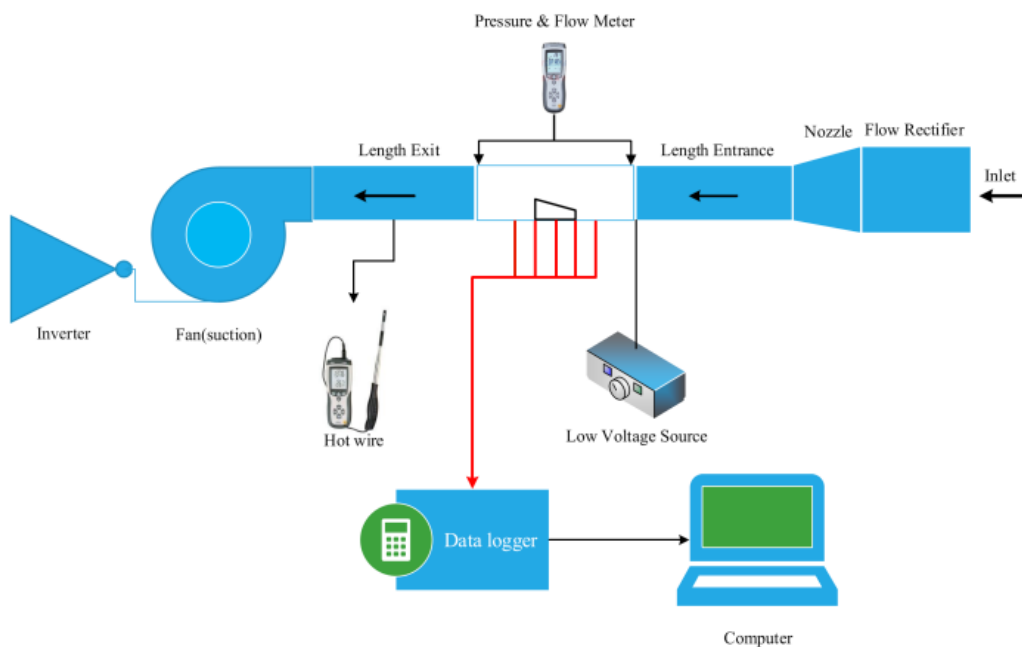 Pressure & Flow Meter
Nozzle
Flow Rectifier
Length Exit
Length Entrance
Inlet
Inverter
Fan(suction)
Hot wire
Low Voltage Source
Data logger
Computer